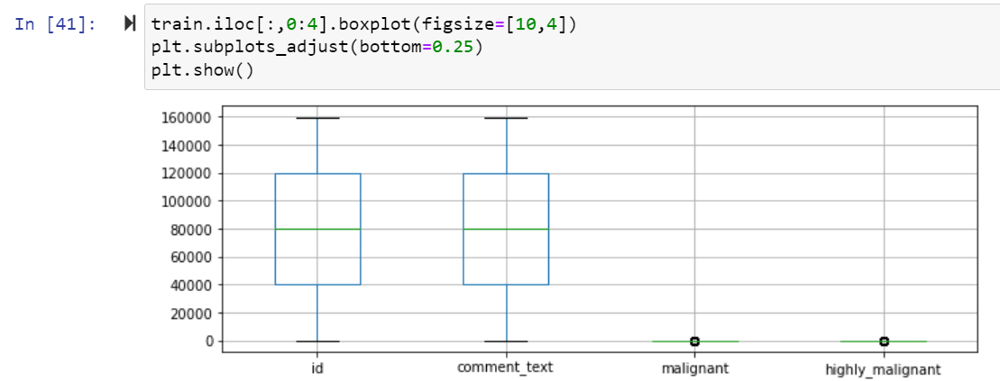 In [41]:
train.iloc[:,0:4].boxplot(figsize=[10,4])
plt.subplots_adjust(bottom=0.25)
plt.show()
160000
140000
120000
100000
80000
60000
40000
20000
0
id comment_text malignant highly_malignant